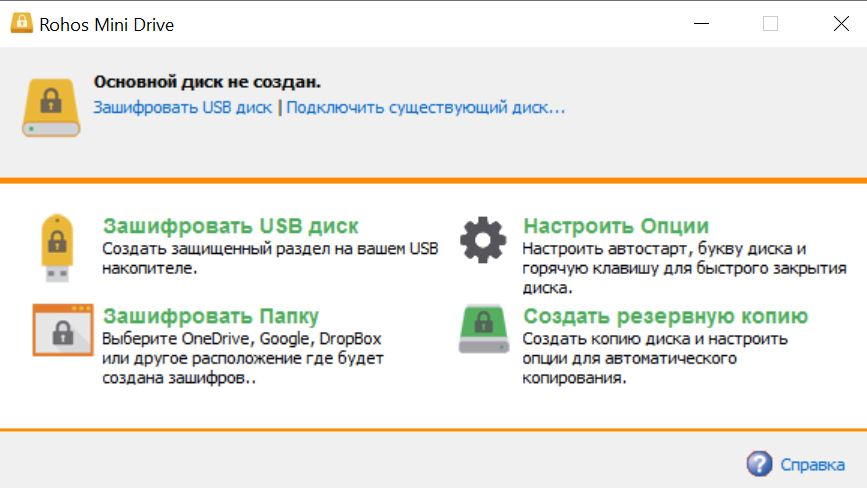 Rohos Mini Drive
Основной диск не создан.
Зашифровать USB диск | Подключить существующий диск...
Зашифровать USB диск
Создать защищенный раздел на вашем USB
накопителе.
Настроить Опции
Настроить автостарт, букву диска и
горячую клавишу для быстрого закрытия
диска.
Зашифровать Папку
Выберите OneDrive, Google, DropBox
или другое расположение где будет
создана зашифров..
Создать резервную копию
Создать копию диска и настроить
опции для автоматического
копирования.
Справка